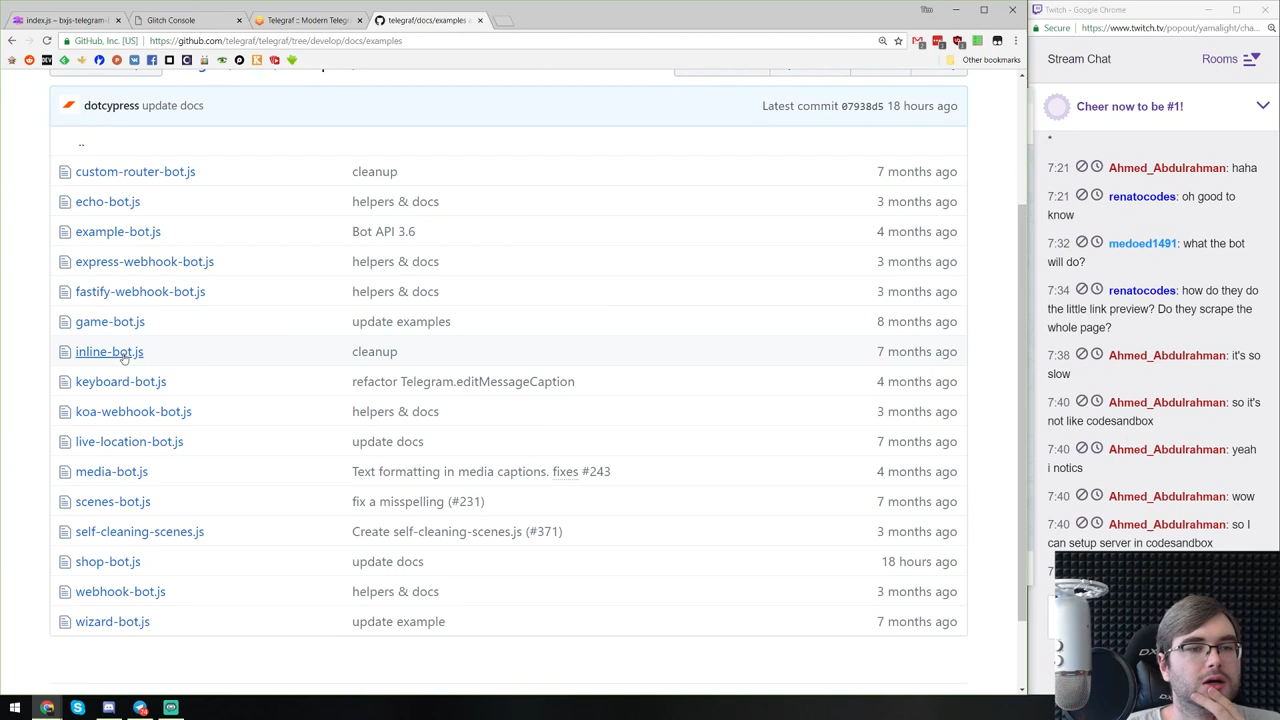 index.js – bxjs-telegram-
Glitch Console
Telegraf :: Modern Telegr
telegraf/docs/examples
Tim
Twitch - Google Chrome
GitHub, Inc. [US]
https://github.com/telegraf/telegraf/tree/develop/docs/examples
Secure
https://www.twitch.tv/popout/yamalight/cha...
DEV
Other bookmarks
dotcypress update docs
Latest commit 07938d5 18 hours ago
..
custom-router-bot.js cleanup 7 months ago
echo-bot.js helpers & docs 3 months ago
example-bot.js Bot API 3.6 4 months ago
express-webhook-bot.js helpers & docs 3 months ago
fastify-webhook-bot.js helpers & docs 3 months ago
game-bot.js update examples 8 months ago
inline-bot.js cleanup 7 months ago
keyboard-bot.js refactor Telegram.editMessageCaption 4 months ago
koa-webhook-bot.js helpers & docs 3 months ago
live-location-bot.js update docs 7 months ago
media-bot.js Text formatting in media captions. fixes #243 4 months ago
scenes-bot.js fix a misspelling (#231) 7 months ago
self-cleaning-scenes.js Create self-cleaning-scenes.js (#371) 3 months ago
shop-bot.js update docs 18 hours ago
webhook-bot.js helpers & docs 3 months ago
wizard-bot.js update example 7 months ago
Stream Chat
Rooms
Cheer now to be #1!
7:21 Ahmed_Abdulrahman: haha
7:21 renatocodes: oh good to
know
7:32 medoed1491: what the bot
will do?
7:34 renatocodes: how do they do
the little link preview? Do they scrape the
whole page?
7:38 Ahmed_Abdulrahman: it's so
slow
7:40 Ahmed_Abdulrahman: so it's
not like codesandbox
7:40 Ahmed_Abdulrahman: yeah
i notics
7:40 Ahmed_Abdulrahman: wow
7:40 Ahmed_Abdulrahman: so I
can setup server in codesandbox